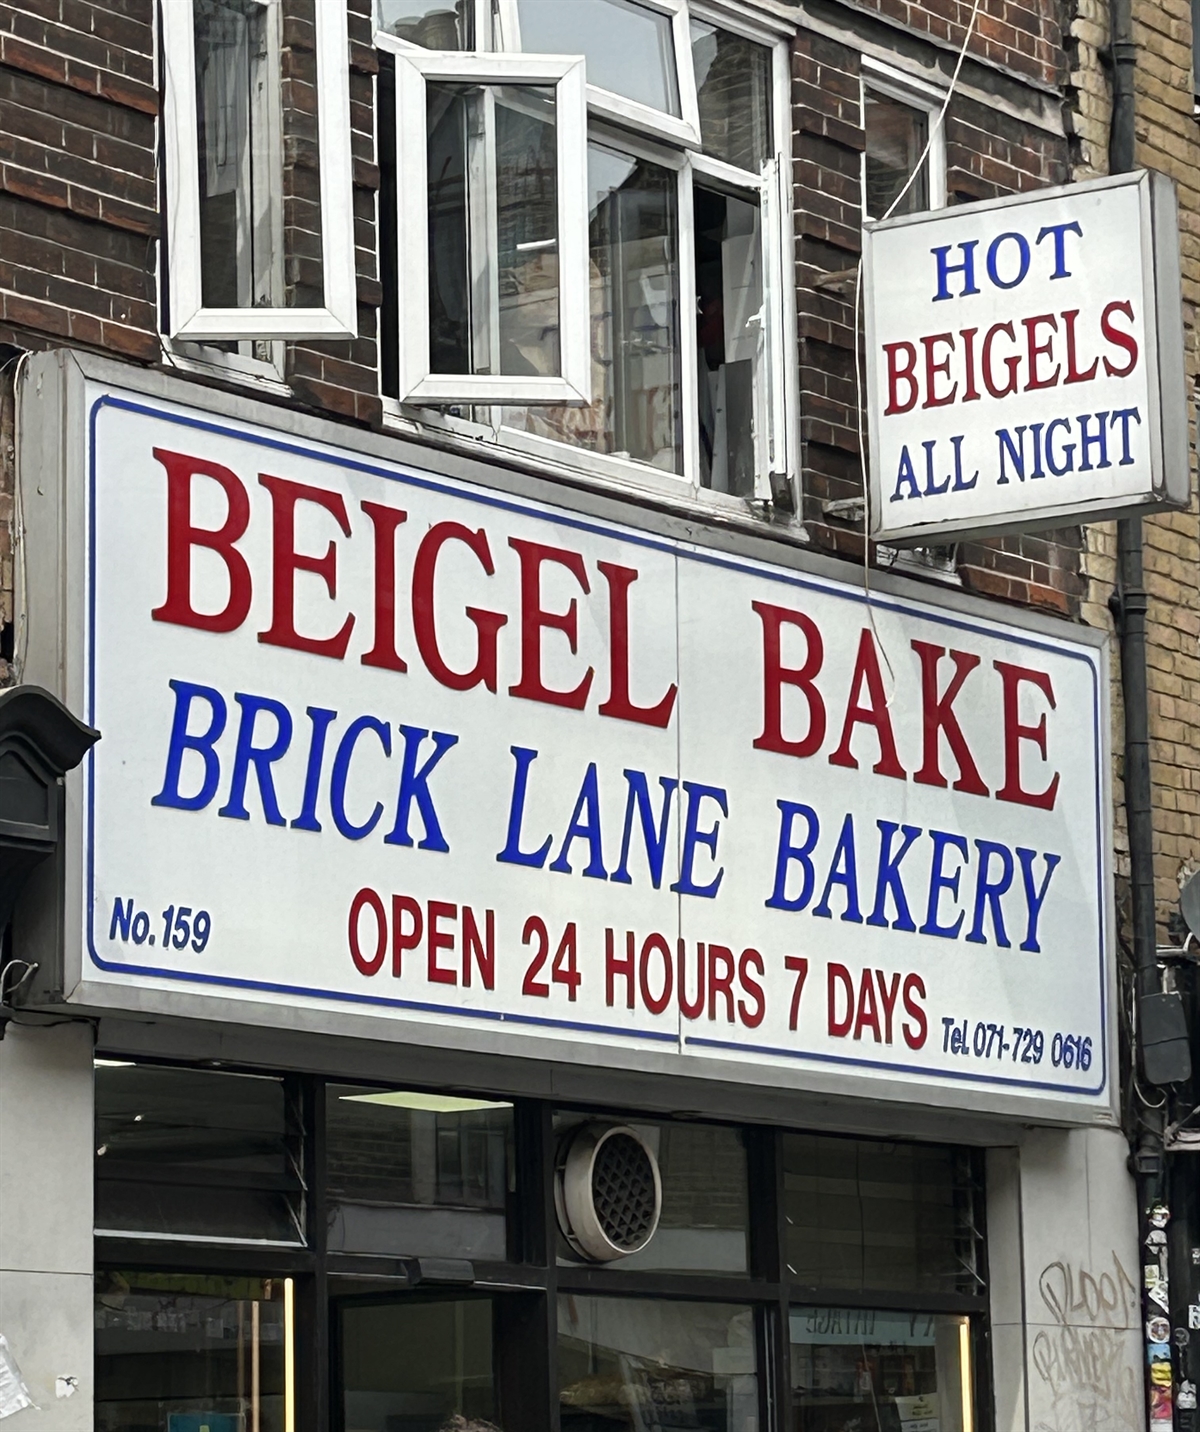 HOT
BEIGELS
ALL NIGHT
BEIGEL BAKE
BRICK LANE BAKERY
No. 159
OPEN 24 HOURS 7 DAYS
Tel. 071-729 0616